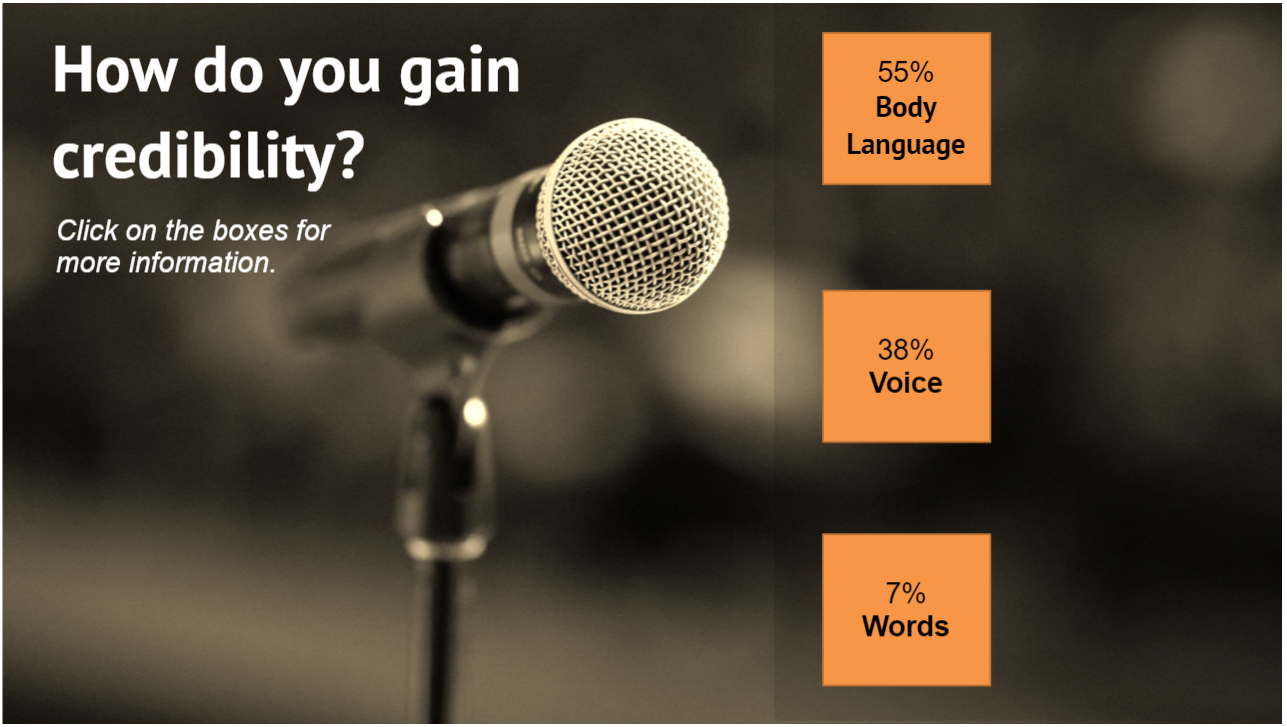 How do you gain
credibility?
Click on the boxes for
more information.
55%
Body
Language
38%
Voice
7%
Words